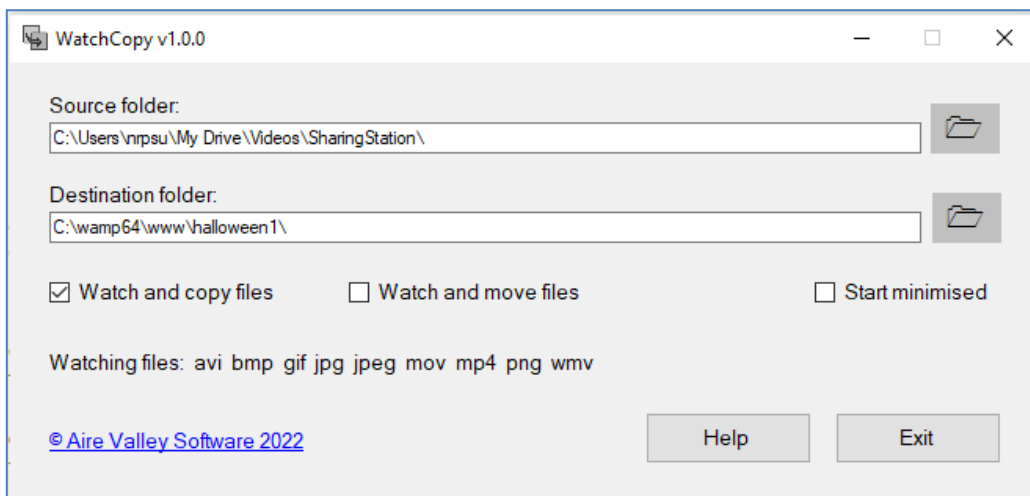 WatchCopy v1.0.0
Source folder:
C:\Users\nrpsu\My Drive\Videos\SharingStation\
Destination folder:
C:\wamp64\www\halloween1\
Watch and copy files Watch and move files Start minimised
Watching files: avi bmp gif jpg jpeg mov mp4 png wmv
© Aire Valley Software 2022 Help Exit